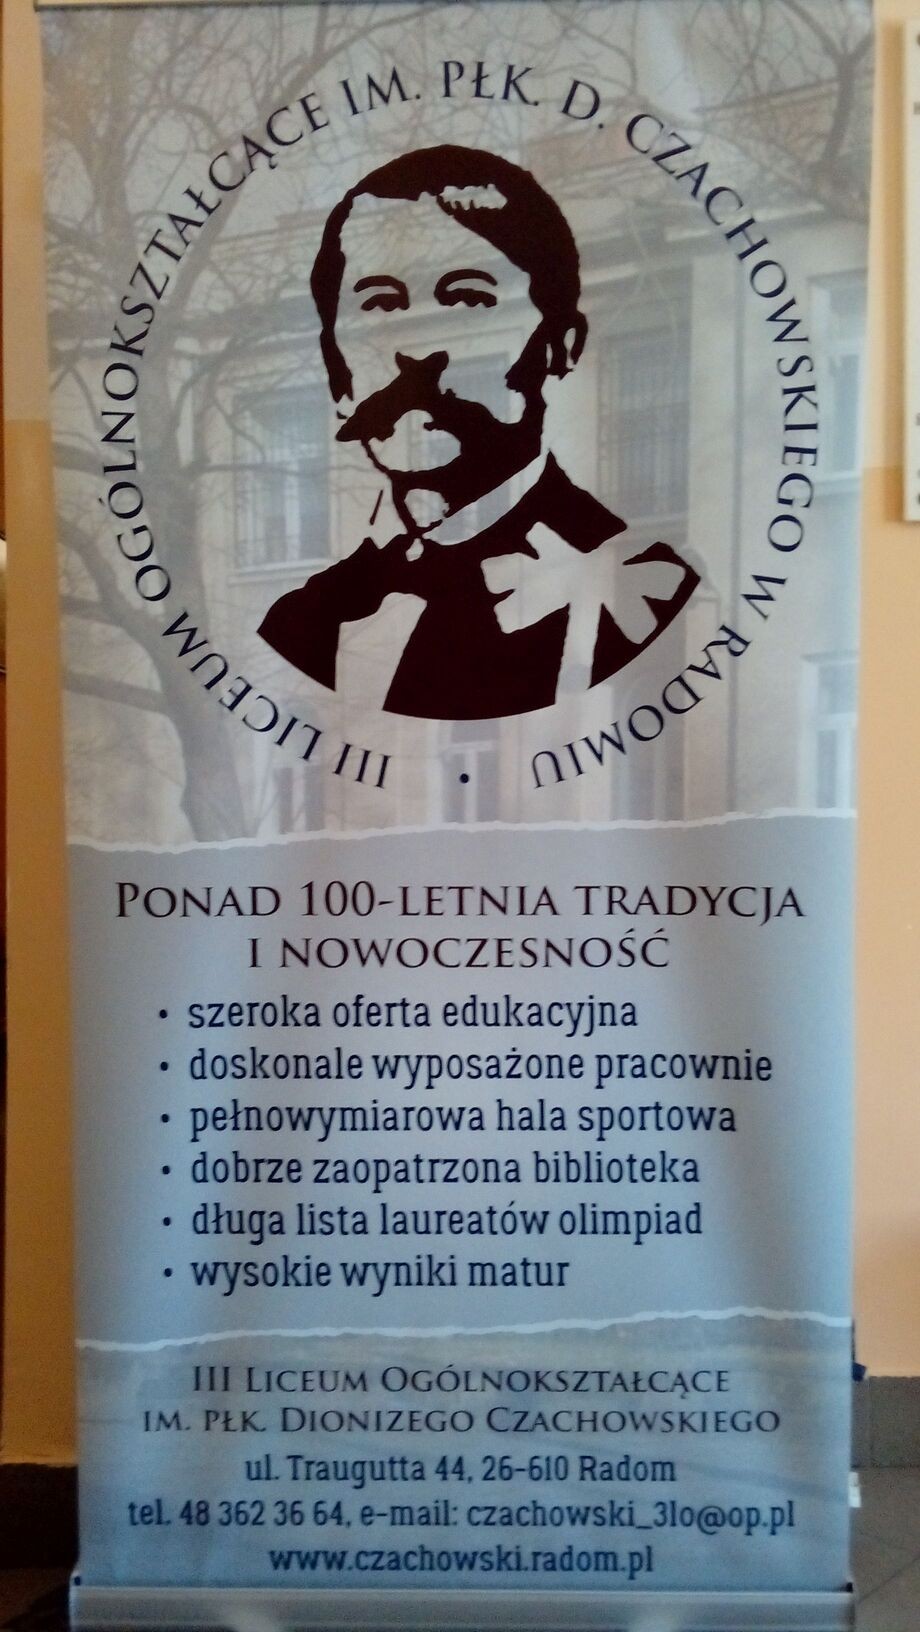 III LICEUM OGÓLNOKSZTAŁCĄCE IM. PŁK. D. CZACHOWSKIEGO W RADOMIU •
PONAD 100-LETNIA TRADYCJA
I NOWOCZESNOŚĆ
• szeroka oferta edukacyjna
• doskonale wyposażone pracownie
• pełnowymiarowa hala sportowa
• dobrze zaopatrzona biblioteka
• długa lista laureatów olimpiad
• wysokie wyniki matur
III LICEUM OGÓLNOKSZTAŁCĄCE
IM. PŁK. DIONIZEGO CZACHOWSKIEGO
ul. Traugutta 44, 26-610 Radom
tel. 48 362 36 64, e-mail: czachowski_3lo@op.pl
www.czachowski.radom.pl